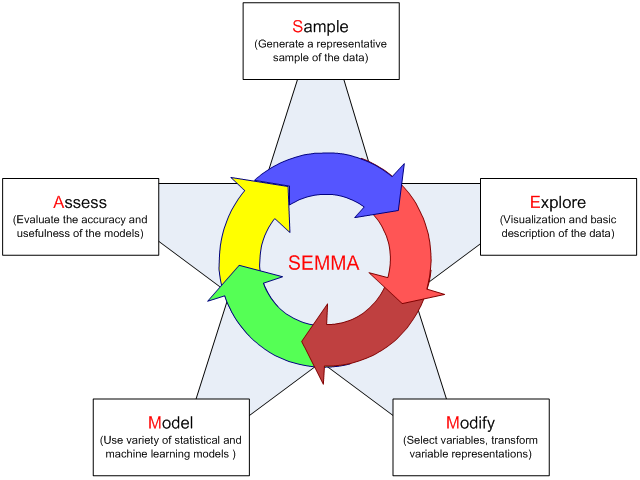 Sample
(Generate a representative
sample of the data)
Assess
(Evaluate the accuracy and
usefulness of the models)
Explore
(Visualization and basic
description of the data)
SEMMA
Model
(Use variety of statistical and
machine learning models )
Modify
(Select variables, transform
variable representations)